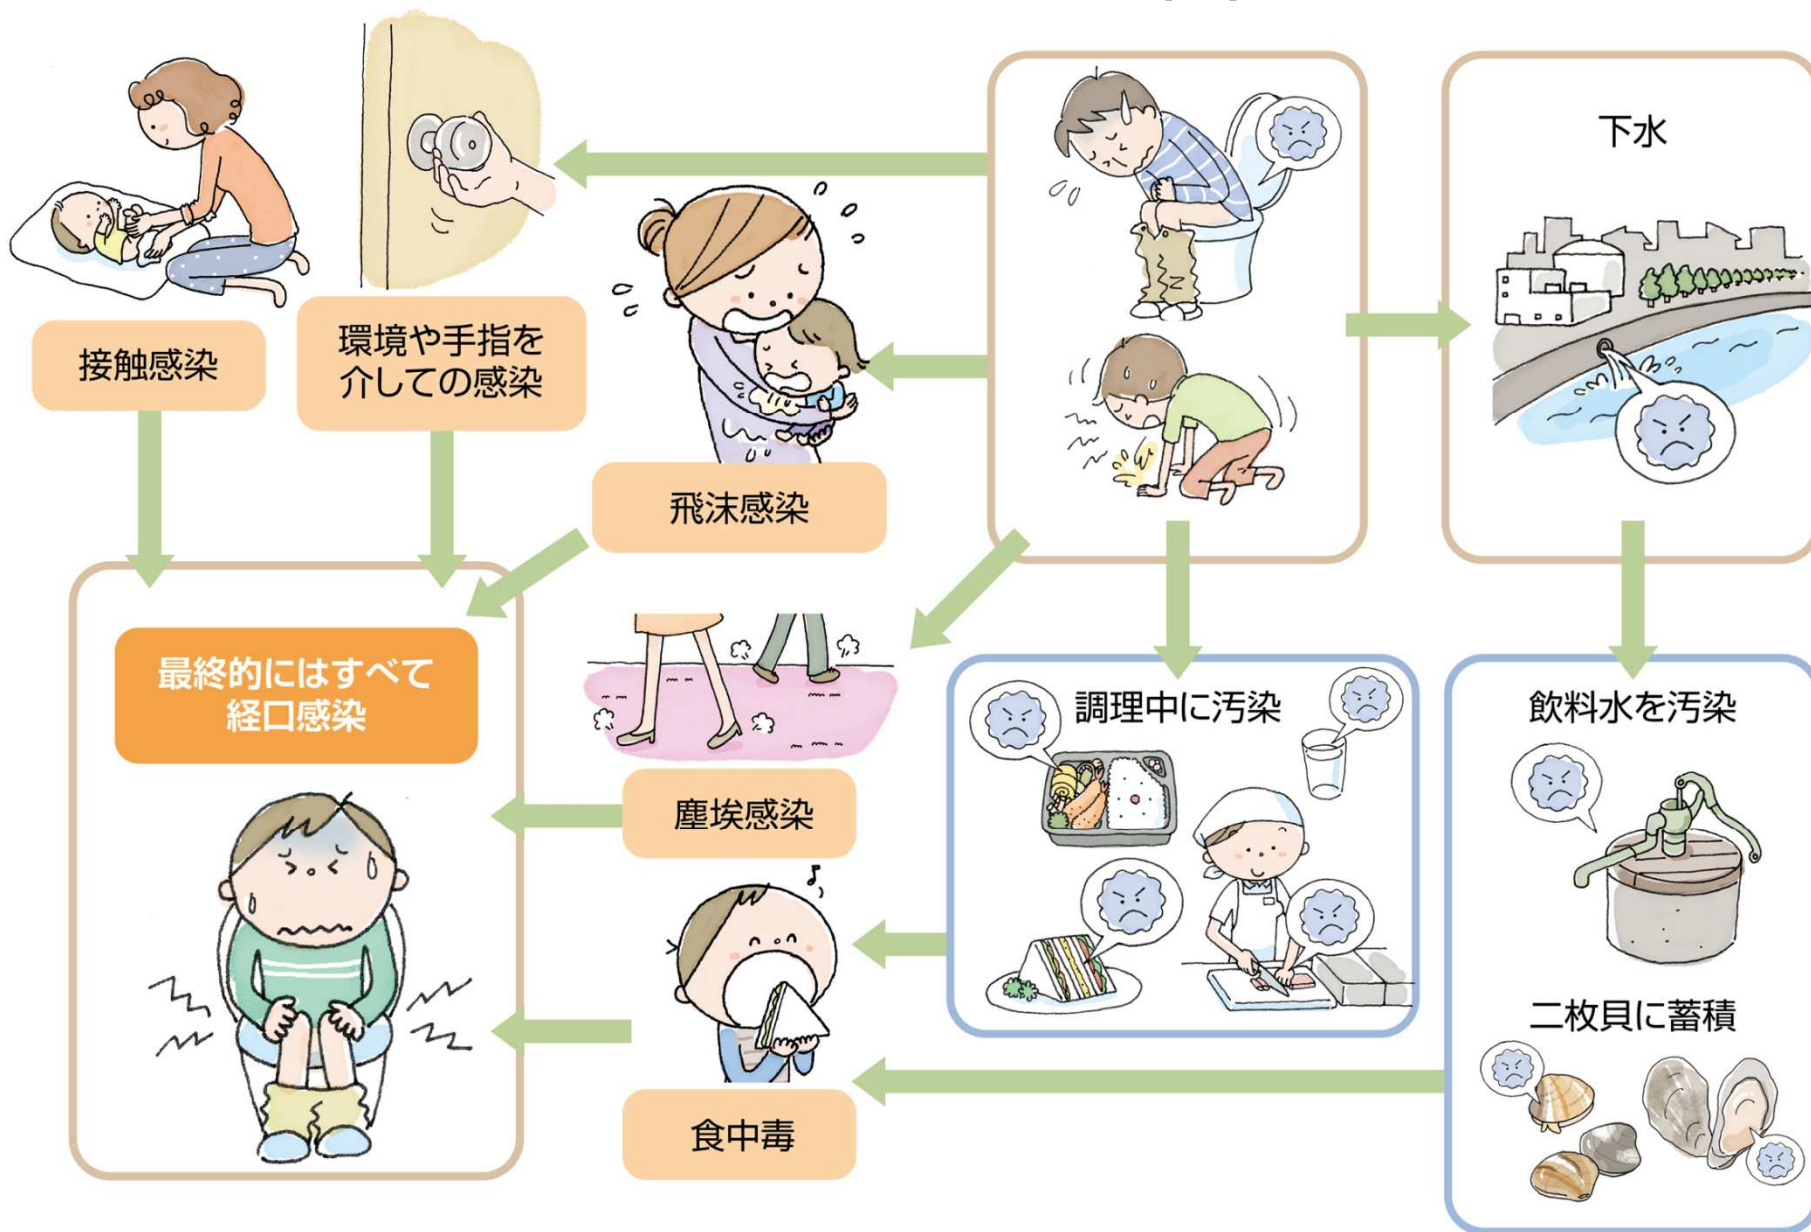 下水
接触感染
環境や手指を
介しての感染
飛沫感染
最終的にはすべて
経口感染
塵埃感染
調理中に汚染
飲料水を汚染
二枚貝に蓄積
食中毒